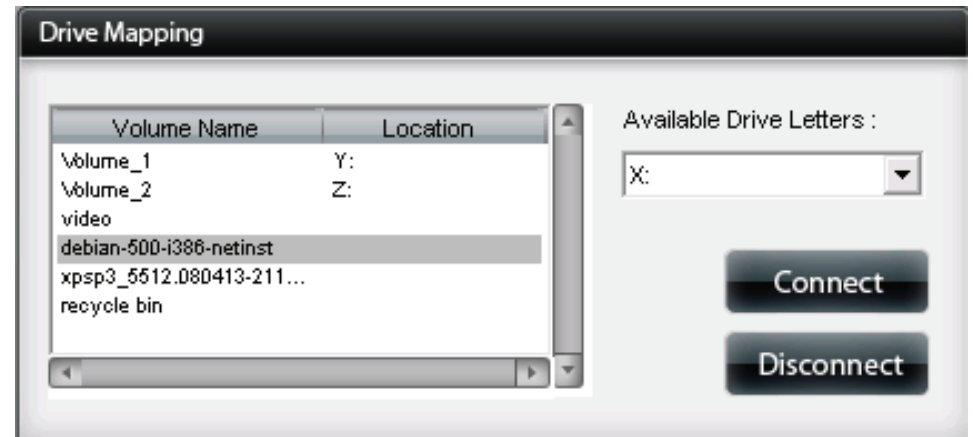 Drive Mapping
Volume Name Location
Volume_1 Y:
Volume_2 Z:
video
debian-500-i386-netinst
xpsp3_5512.080413-211...
recycle bin
Available Drive Letters :
X:
Connect
Disconnect